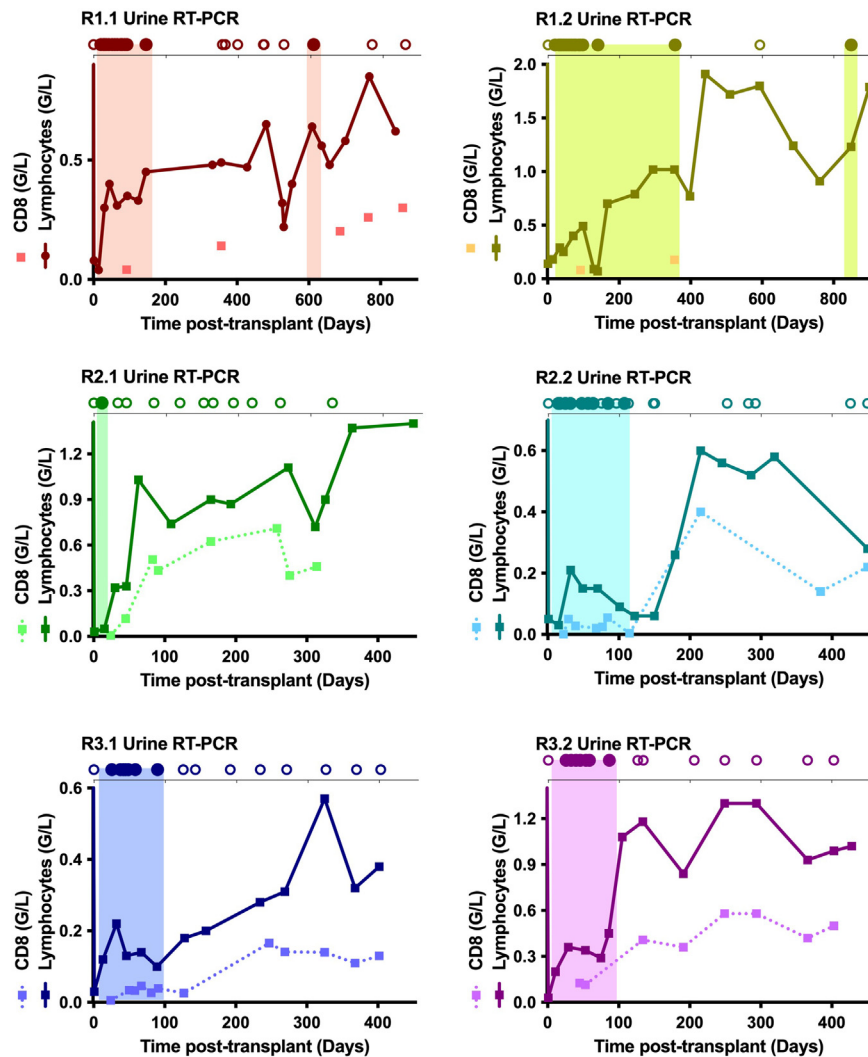 R1.1 Urine RT-PCR
CD8 (G/L)
Lymphocytes (G/L)
0.5
0.0
0 200 400 600 800
Time post-transplant (Days)
R1.2 Urine RT-PCR
CD8 (G/L)
Lymphocytes (G/L)
2.0
1.5
1.0
0.5
0.0
0 200 400 600 800
Time post-transplant (Days)
R2.1 Urine RT-PCR
CD8 (G/L)
Lymphocytes (G/L)
1.2
0.9
0.6
0.3
0.0
0 100 200 300 400
Time post-transplant (Days)
R2.2 Urine RT-PCR
CD8 (G/L)
Lymphocytes (G/L)
0.6
0.4
0.2
0.0
0 100 200 300 400
Time post-transplant (Days)
R3.1 Urine RT-PCR
CD8 (G/L)
Lymphocytes (G/L)
0.6
0.4
0.2
0.0
0 100 200 300 400
Time post-transplant (Days)
R3.2 Urine RT-PCR
CD8 (G/L)
Lymphocytes (G/L)
1.2
0.9
0.6
0.3
0.0
0 100 200 300 400
Time post-transplant (Days)